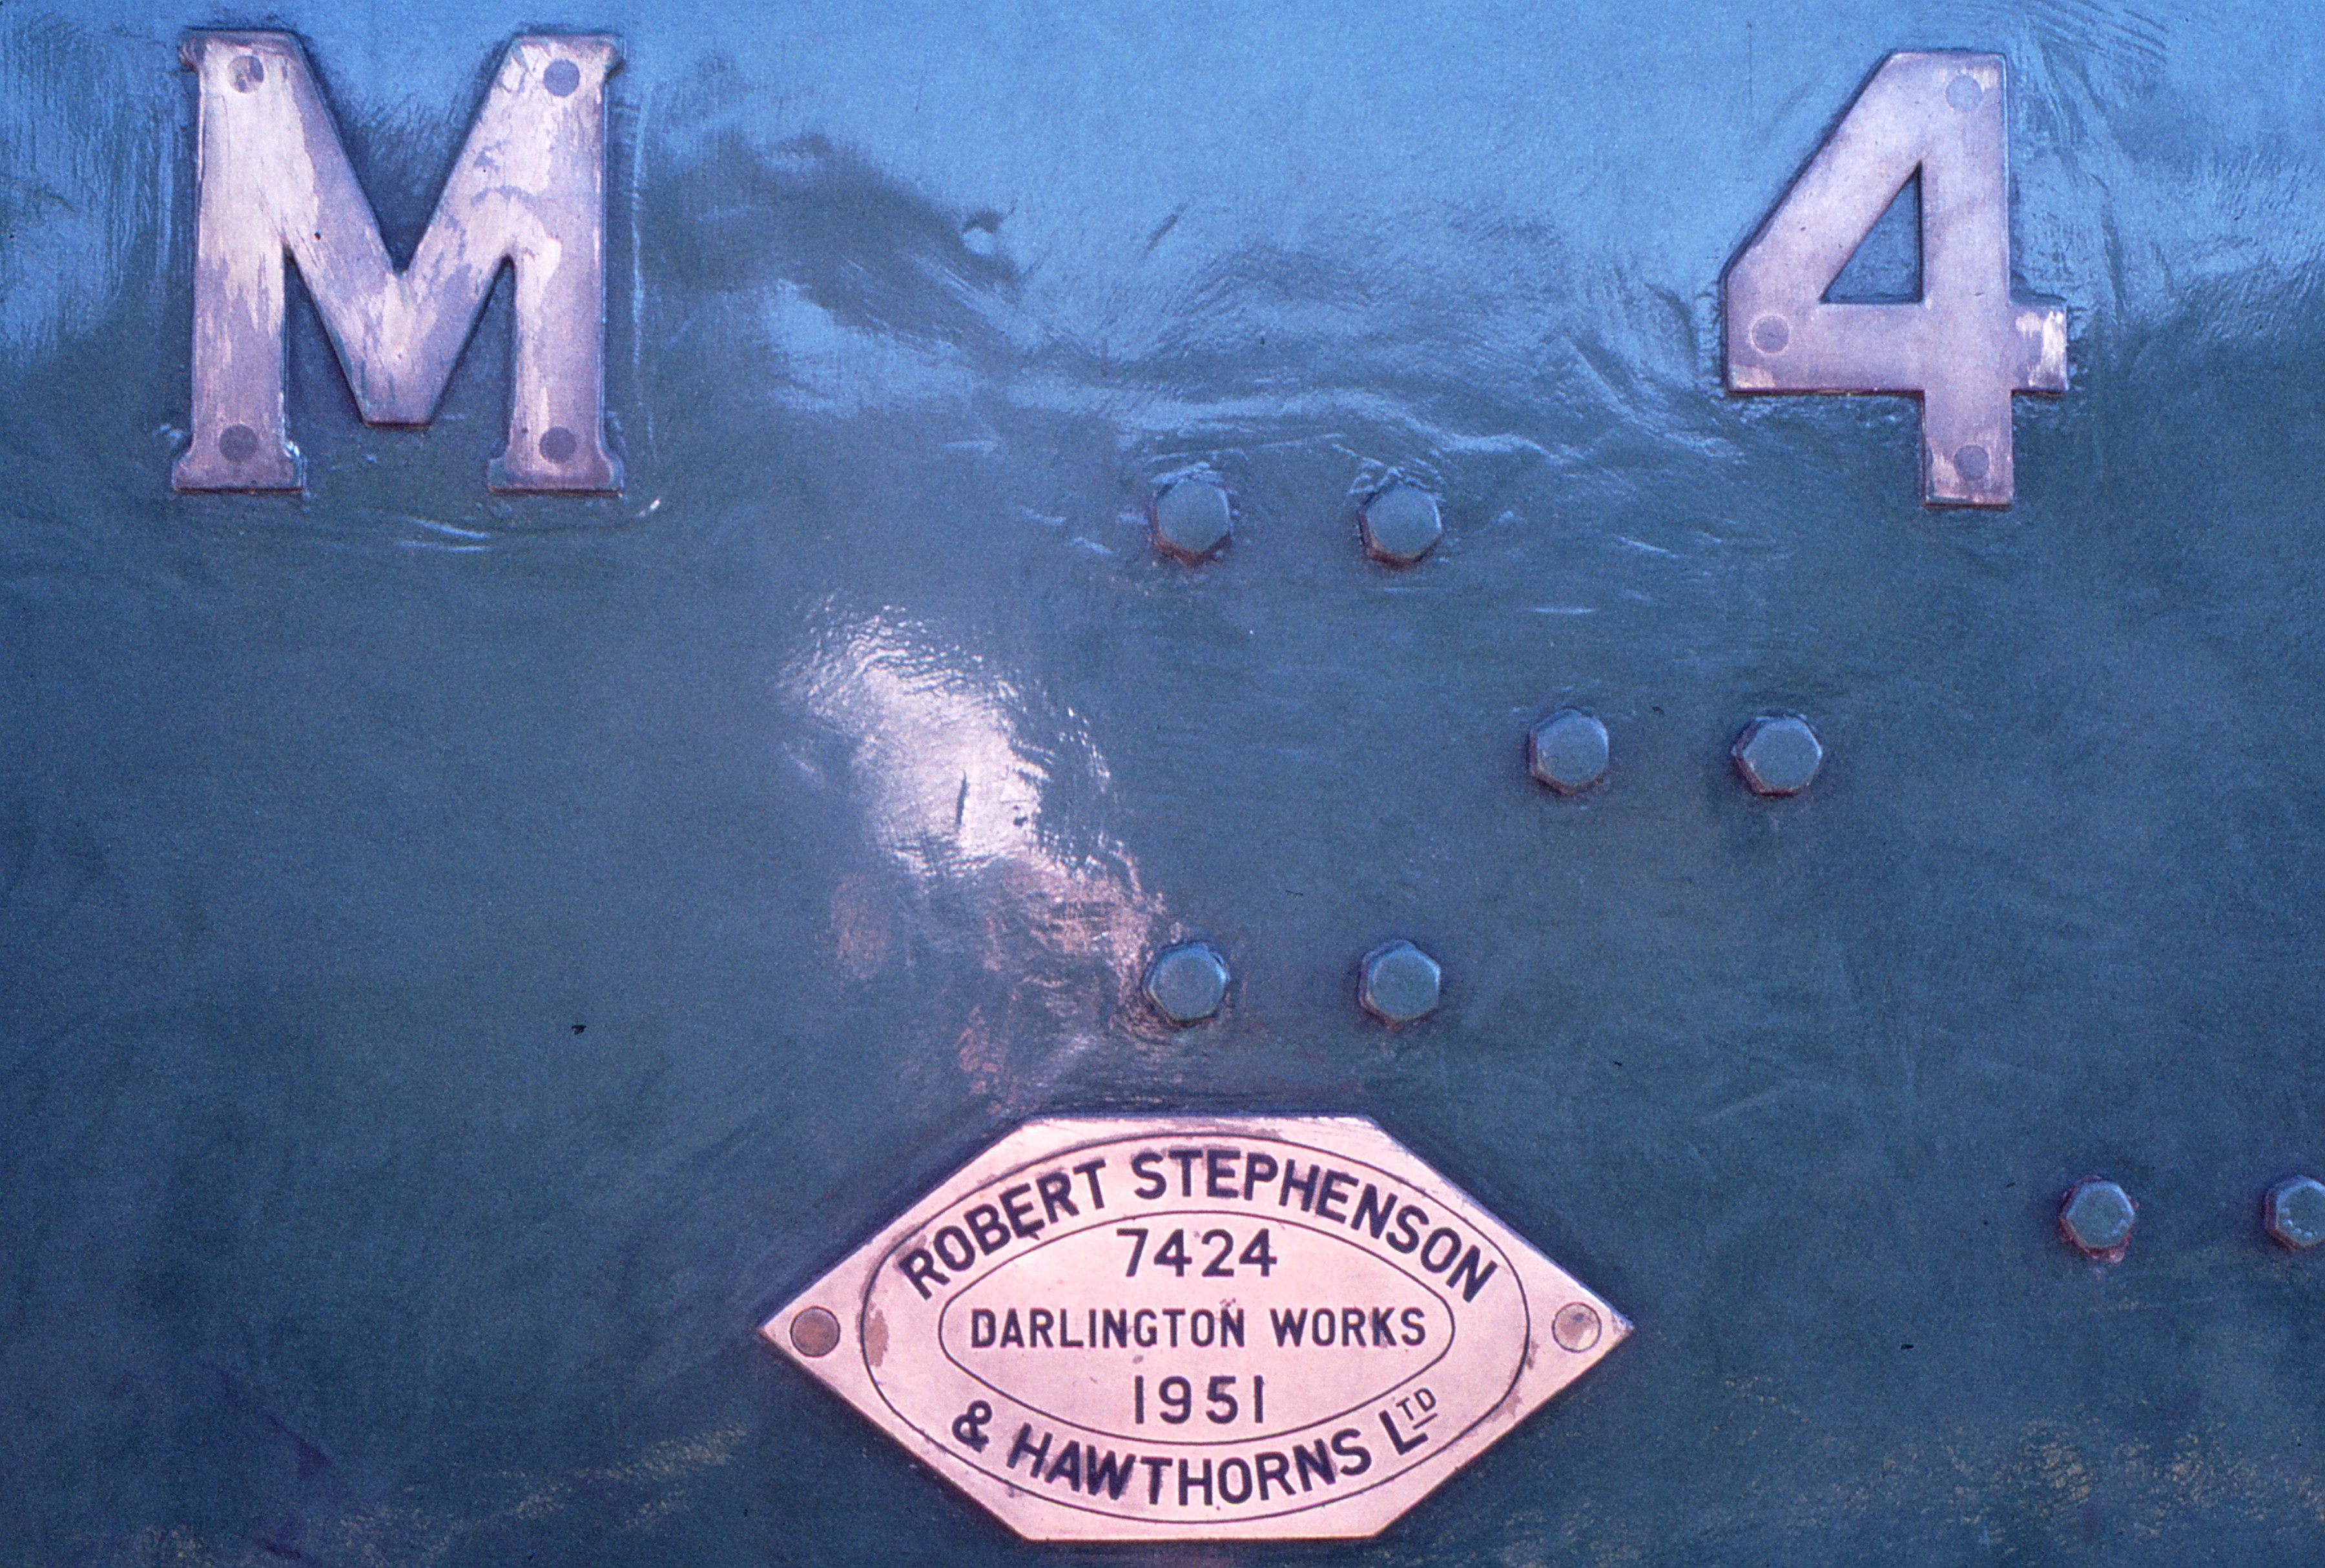 M 4
ROBERT STEPHENSON
7424
DARLINGTON WORKS
1951
& HAWTHORNS LTD